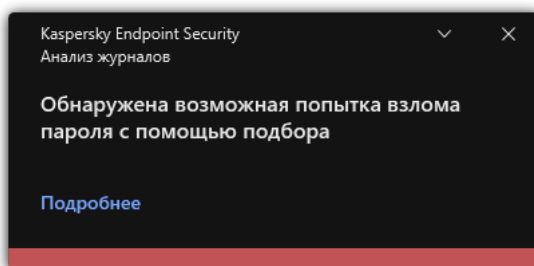 Kaspersky Endpoint Security
Анализ журналов
Обнаружена возможная попытка взлома
пароля с помощью подбора
Подробнее